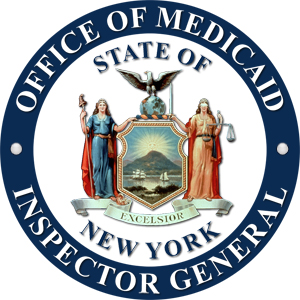 OFFICE OF MEDICAID
STATE OF
EXCELSIOR
NEW YORK
INSPECTOR GENERAL